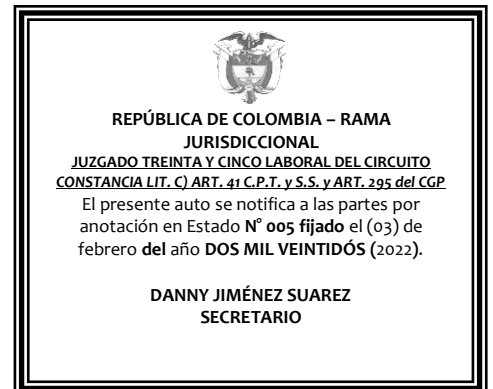 REPÚBLICA DE COLOMBIA – RAMA
JURISDICCIONAL
JUZGADO TREINTA Y CINCO LABORAL DEL CIRCUITO
CONSTANCIA LIT. C) ART. 41 C.P.T. y S.S. y ART. 295 del CGP
El presente auto se notifica a las partes por
anotación en Estado N° 005 fijado el (03) de
febrero del año DOS MIL VEINTIDÓS (2022).
DANNY JIMÉNEZ SUAREZ
SECRETARIO